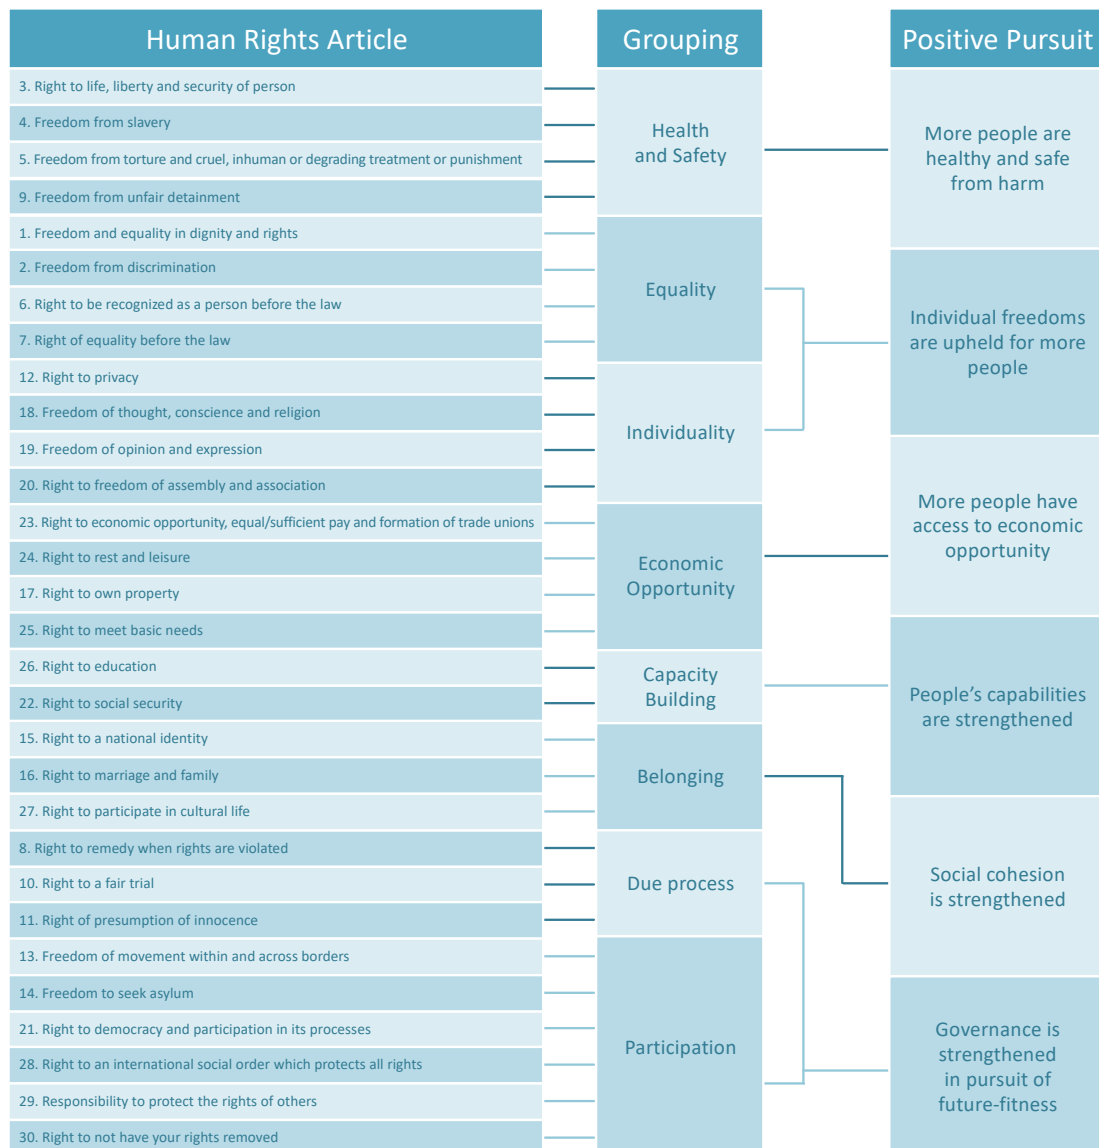 Human Rights Article
3. Right to life, liberty and security of person
4. Freedom from slavery
5. Freedom from torture and cruel, inhuman or degrading treatment or punishment
9. Freedom from unfair detainment
1. Freedom and equality in dignity and rights
2. Freedom from discrimination
6. Right to be recognized as a person before the law
7. Right of equality before the law
12. Right to privacy
18. Freedom of thought, conscience and religion
19. Freedom of opinion and expression
20. Right to freedom of assembly and association
23. Right to economic opportunity, equal/sufficient pay and formation of trade unions
24. Right to rest and leisure
17. Right to own property
25. Right to meet basic needs
26. Right to education
22. Right to social security
15. Right to a national identity
16. Right to marriage and family
27. Right to participate in cultural life
8. Right to remedy when rights are violated
10. Right to a fair trial
11. Right of presumption of innocence
13. Freedom of movement within and across borders
14. Freedom to seek asylum
21. Right to democracy and participation in its processes
28. Right to an international social order which protects all rights
29. Responsibility to protect the rights of others
30. Right to not have your rights removed
Grouping
Health
and Safety
Equality
Individuality
Economic
Opportunity
Capacity
Building
Belonging
Due process
Participation
Positive Pursuit
More people are
healthy and safe
from harm
Individual freedoms
are upheld for more
people
More people have
access to economic
opportunity
People’s capabilities
are strengthened
Social cohesion
is strengthened
Governance is
strengthened
in pursuit of
future-fitness